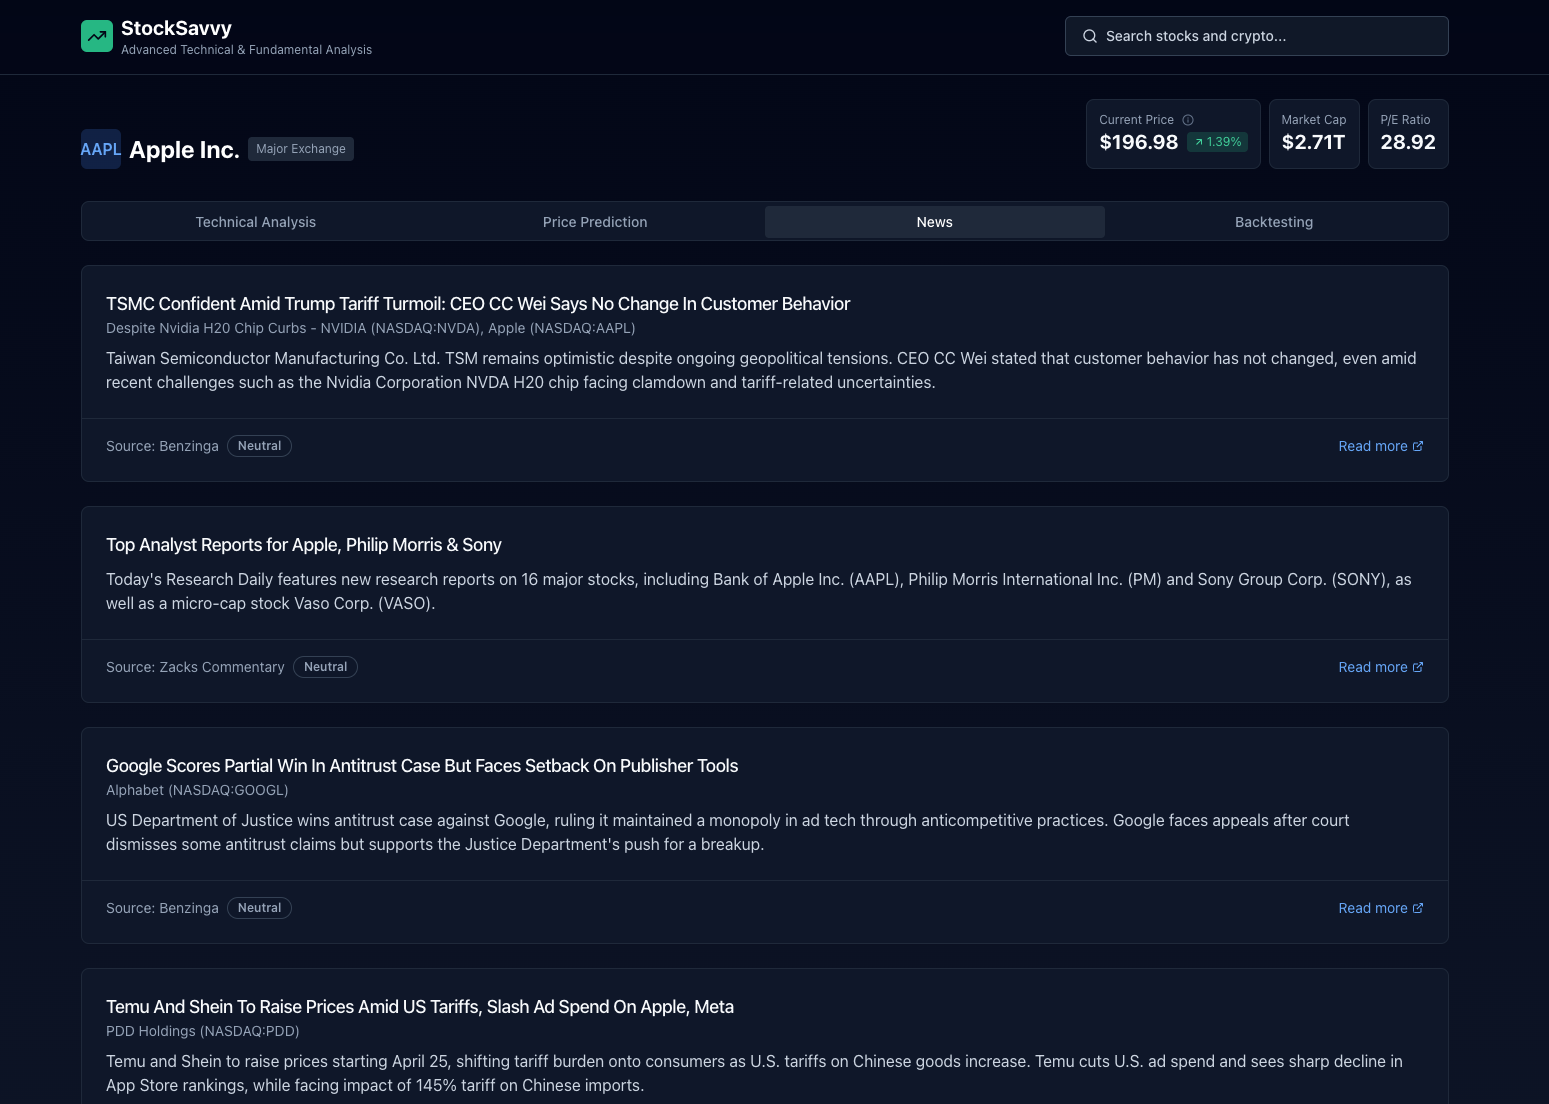 StockSavvy
Advanced Technical & Fundamental Analysis
Search stocks and crypto...
AAPL
Apple Inc.
Major Exchange
Current Price
$196.98
1.39%
Market Cap
$2.71T
P/E Ratio
28.92
Technical Analysis
Price Prediction
News
Backtesting
TSMC Confident Amid Trump Tariff Turmoil: CEO CC Wei Says No Change In Customer Behavior
Despite Nvidia H20 Chip Curbs - NVIDIA (NASDAQ:NVDA), Apple (NASDAQ:AAPL)
Taiwan Semiconductor Manufacturing Co. Ltd. TSM remains optimistic despite ongoing geopolitical tensions. CEO CC Wei stated that customer behavior has not changed, even amid
recent challenges such as the Nvidia Corporation NVDA H20 chip facing clamdown and tariff-related uncertainties.
Source: Benzinga
Neutral
Read more
Top Analyst Reports for Apple, Philip Morris & Sony
Today's Research Daily features new research reports on 16 major stocks, including Bank of Apple Inc. (AAPL), Philip Morris International Inc. (PM) and Sony Group Corp. (SONY), as
well as a micro-cap stock Vaso Corp. (VASO).
Source: Zacks Commentary
Neutral
Read more
Google Scores Partial Win In Antitrust Case But Faces Setback On Publisher Tools
Alphabet (NASDAQ:GOOGL)
US Department of Justice wins antitrust case against Google, ruling it maintained a monopoly in ad tech through anticompetitive practices. Google faces appeals after court
dismisses some antitrust claims but supports the Justice Department's push for a breakup.
Source: Benzinga
Neutral
Read more
Temu And Shein To Raise Prices Amid US Tariffs, Slash Ad Spend On Apple, Meta
PDD Holdings (NASDAQ:PDD)
Temu and Shein to raise prices starting April 25, shifting tariff burden onto consumers as U.S. tariffs on Chinese goods increase. Temu cuts U.S. ad spend and sees sharp decline in
App Store rankings, while facing impact of 145% tariff on Chinese imports.